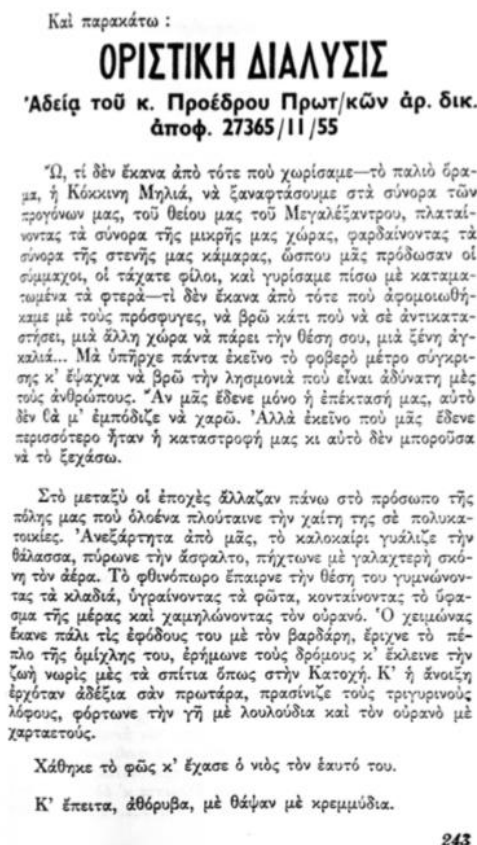 Καὶ παρακάτω :
ΟΡΙΣΤΙΚΗ ΔΙΑΛΥΣΙΣ
Ἀδείᾳ τοῦ κ. Προέδρου Πρωτ/κῶν ἀρ. δικ.
ἀποφ. 27365/11/55
Ὢ, τί δὲν ἔκανα ἀπὸ τότε ποὺ χωρίσαμε—τὸ παλιὸ ὅρα-
μα, ἡ Κόκκινη Μηλιά, νὰ ξαναφτάσουμε στὰ σύνορα τῶν
προγόνων μας, τοῦ θείου μας τοῦ Μεγαλέξαντρου, πλαταί-
νοντας τὰ σύνορα τῆς μικρῆς μας χώρας, φαρδαίνοντας τὰ
σύνορα τῆς στενῆς μας κάμαρας, ὥσπου μᾶς πρόδωσαν οἱ
σύμμαχοι, οἱ τάχατε φίλοι, καὶ γυρίσαμε πίσω μὲ καταμα-
τωμένα τὰ φτερά—τὶ δὲν ἔκανα ἀπὸ τότε ποὺ ἀφομοιωθή-
καμε μὲ τοὺς πρόσφυγες, νὰ βρῶ κάτι ποὺ νὰ σὲ ἀντικατα-
στήσει, μιὰ ἄλλη χώρα νὰ πάρει τὴν θέση σου, μιὰ ξένη ἀγ-
καλιά... Μὰ ὑπῆρχε πάντα ἐκεῖνο τὸ φοβερὸ μέτρο σύγκρι-
σης κ' ἔψαχνα νὰ βρῶ τὴν λησμονιὰ ποὺ εἶναι ἀδύνατη μὲς
τοὺς ἀνθρώπους. Ἂν μᾶς ἔδενε μόνο ἡ ἐπέκτασή μας, αὐτὸ
δὲν θὰ μ' ἐμπόδιζε νὰ χαρῶ. Ἀλλὰ ἐκεῖνο ποὺ μᾶς ἔδενε
περισσότερο ἦταν ἡ καταστροφή μας κι αὐτὸ δὲν μποροῦσα
νὰ τὸ ξεχάσω.
Στὸ μεταξὺ οἱ ἐποχὲς ἄλλαζαν πάνω στὸ πρόσωπο τῆς
πόλης μας ποὺ ὁλοένα πλούταινε τὴν χαίτη της σὲ πολυκα-
τοικίες. Ἀνεξάρτητα ἀπὸ μᾶς, τὸ καλοκαίρι γυάλιζε τὴν
θάλασσα, πύρωνε τὴν ἄσφαλτο, πήχτωνε μὲ γαλαχτερὴ σκό-
νη τὸν ἀέρα. Τὸ φθινόπωρο ἔπαιρνε τὴν θέση του γυμνώνον-
τας τὰ κλαδιά, ὑγραίνοντας τὰ φῶτα, κονταίνοντας τὸ ὕφα-
σμα τῆς μέρας καὶ χαμηλώνοντας τὸν οὐρανό. Ὁ χειμώνας
ἔκανε πάλι τὶς ἐφόδους του μὲ τὸν βαρδάρη, ἔριχνε τὸ πέ-
πλο τῆς ὁμίχλης του, ἐρήμωνε τοὺς δρόμους κ' ἔκλεινε τὴν
ζωὴ νωρὶς μὲς τὰ σπίτια ὅπως στὴν Κατοχή. Κ' ἡ ἄνοιξη
ἐρχόταν ἀδέξια σὰν πρωτάρα, πρασίνιζε τοὺς τριγυρινοὺς
λόφους, φόρτωνε τὴν γῆ μὲ λουλούδια καὶ τὸν οὐρανὸ μὲ
χαρταετούς.
Χάθηκε τὸ φῶς κ' ἔχασε ὁ νιὸς τὸν ἑαυτό του.
Κ' ἔπειτα, ἀθόρυβα, μὲ θάψαν μὲ κρεμμύδια.
243